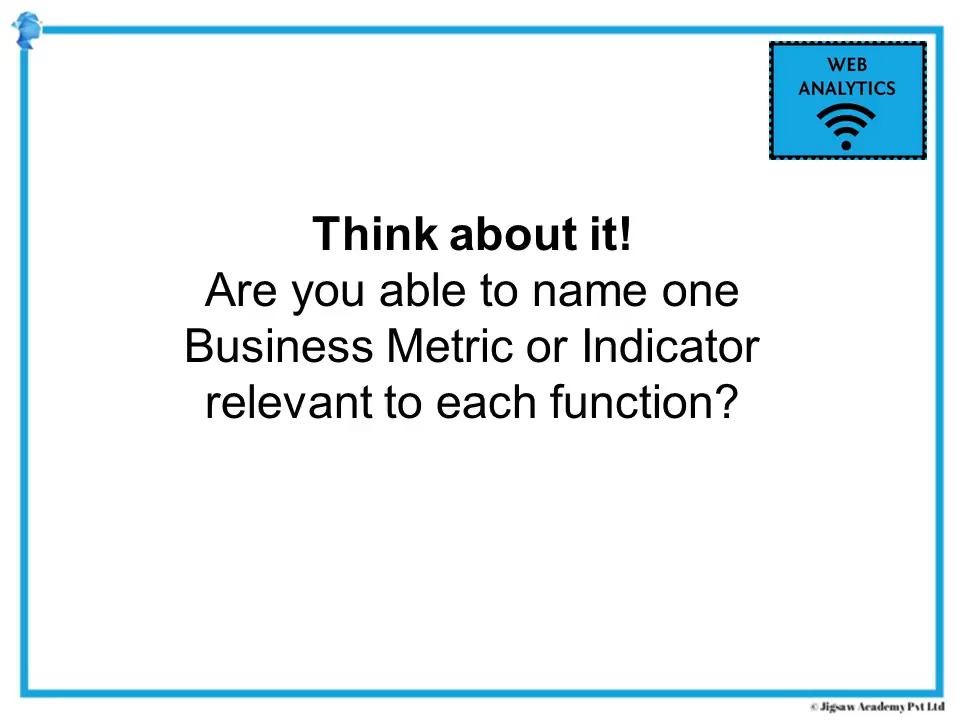 WEB
ANALYTICS
Think about it!
Are you able to name one
Business Metric or Indicator
relevant to each function?
© Jigsaw Academy Pvt Ltd